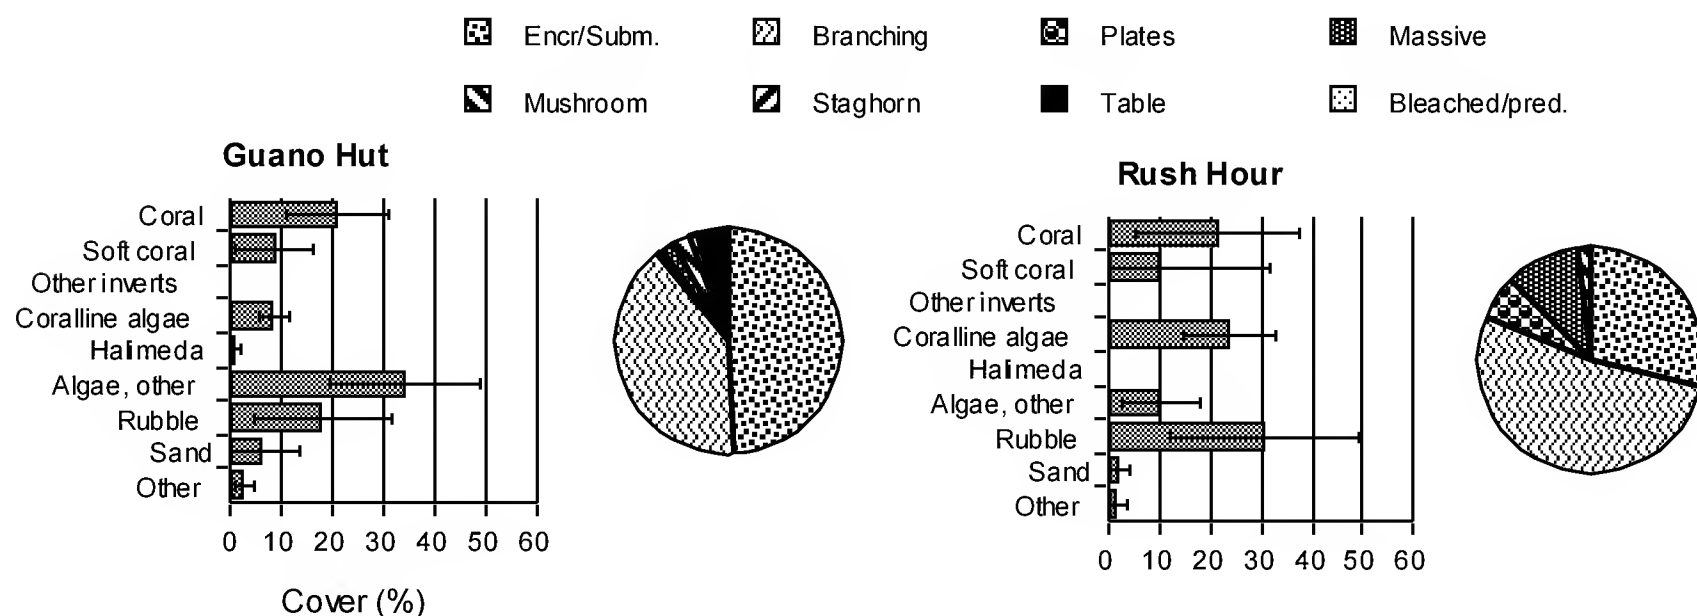 Encr/Subm. Branching Plates Massive
Mushroom Staghorn Table Bleached/pred.
Guano Hut
Coral
Soft coral
Other inverts
Coralline algae
Halimeda
Algae, other
Rubble
Sand
Other
0 10 20 30 40 50 60
Cover (%)
Rush Hour
Coral
Soft coral
Other inverts
Coralline algae
Halimeda
Algae, other
Rubble
Sand
Other
0 10 20 30 40 50 60